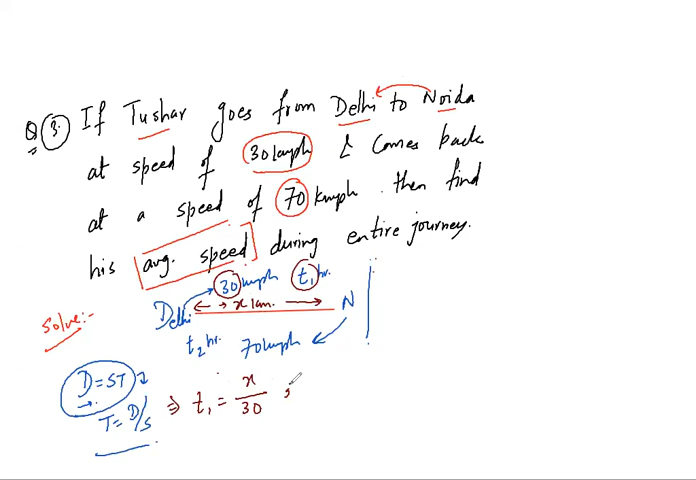 Q 3. If Tushar goes from Delhi to Noida
at speed of 30 kmph & comes back
at a speed of 70 kmph. then find
his avg. speed during entire journey.
30 kmph t₁ hr.
Solve:- Delhi x km. N
t₂ hr. 70 kmph
D=ST
T=D/S ⇒ t₁ = x/30 ,